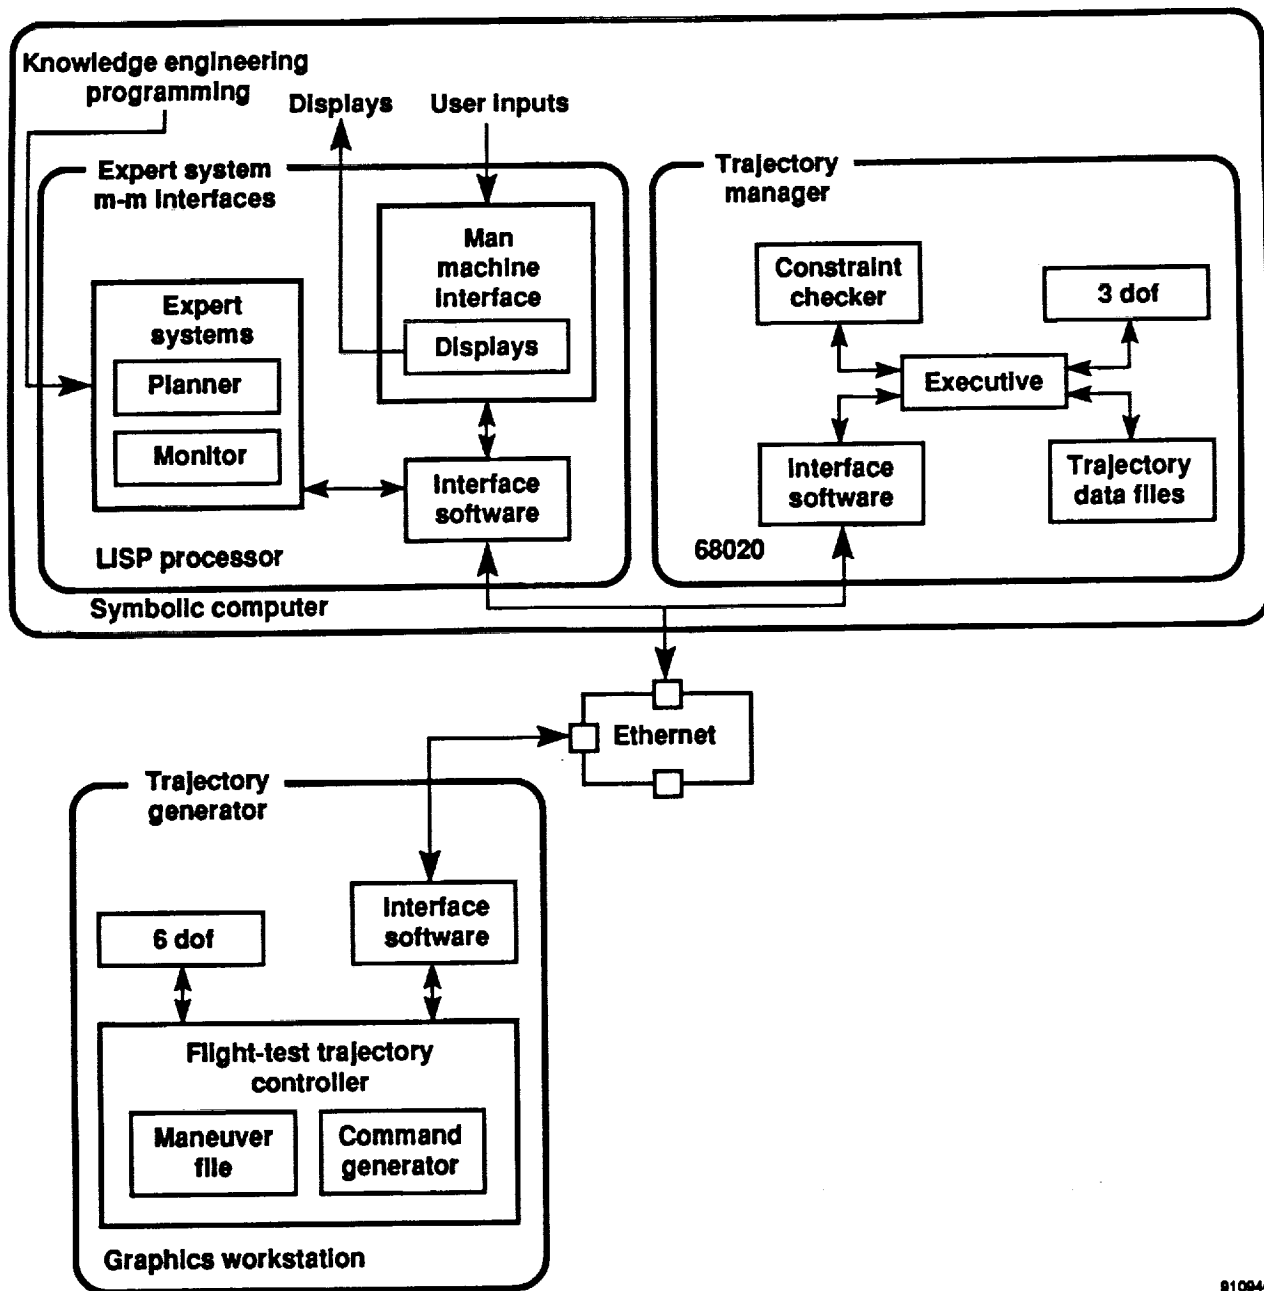 Knowledge engineering
programming
Displays
User inputs
Expert system
m-m interfaces
Man
machine
interface
Displays
Expert
systems
Planner
Monitor
Interface
software
LISP processor
Symbolic computer
Trajectory
manager
Constraint
checker
3 dof
Executive
Interface
software
Trajectory
data files
68020
Ethernet
Trajectory
generator
6 dof
Interface
software
Flight-test trajectory
controller
Maneuver
file
Command
generator
Graphics workstation